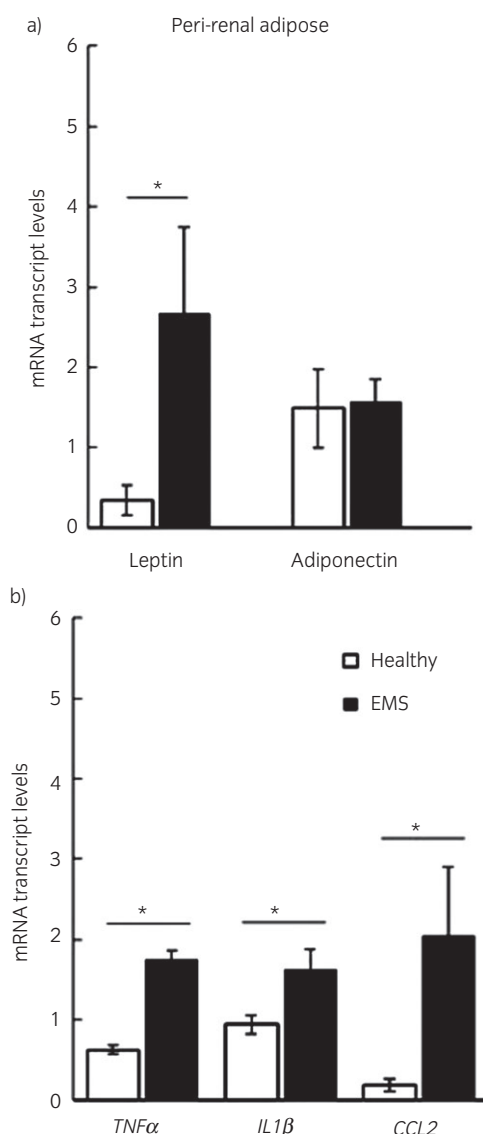 a) Peri-renal adipose
6
5
4
3
2
1
0
mRNA transcript levels
*
Leptin Adiponectin
b)
6
5
4
3
2
1
0
mRNA transcript levels
Healthy
EMS
* * *
TNFα IL1β CCL2